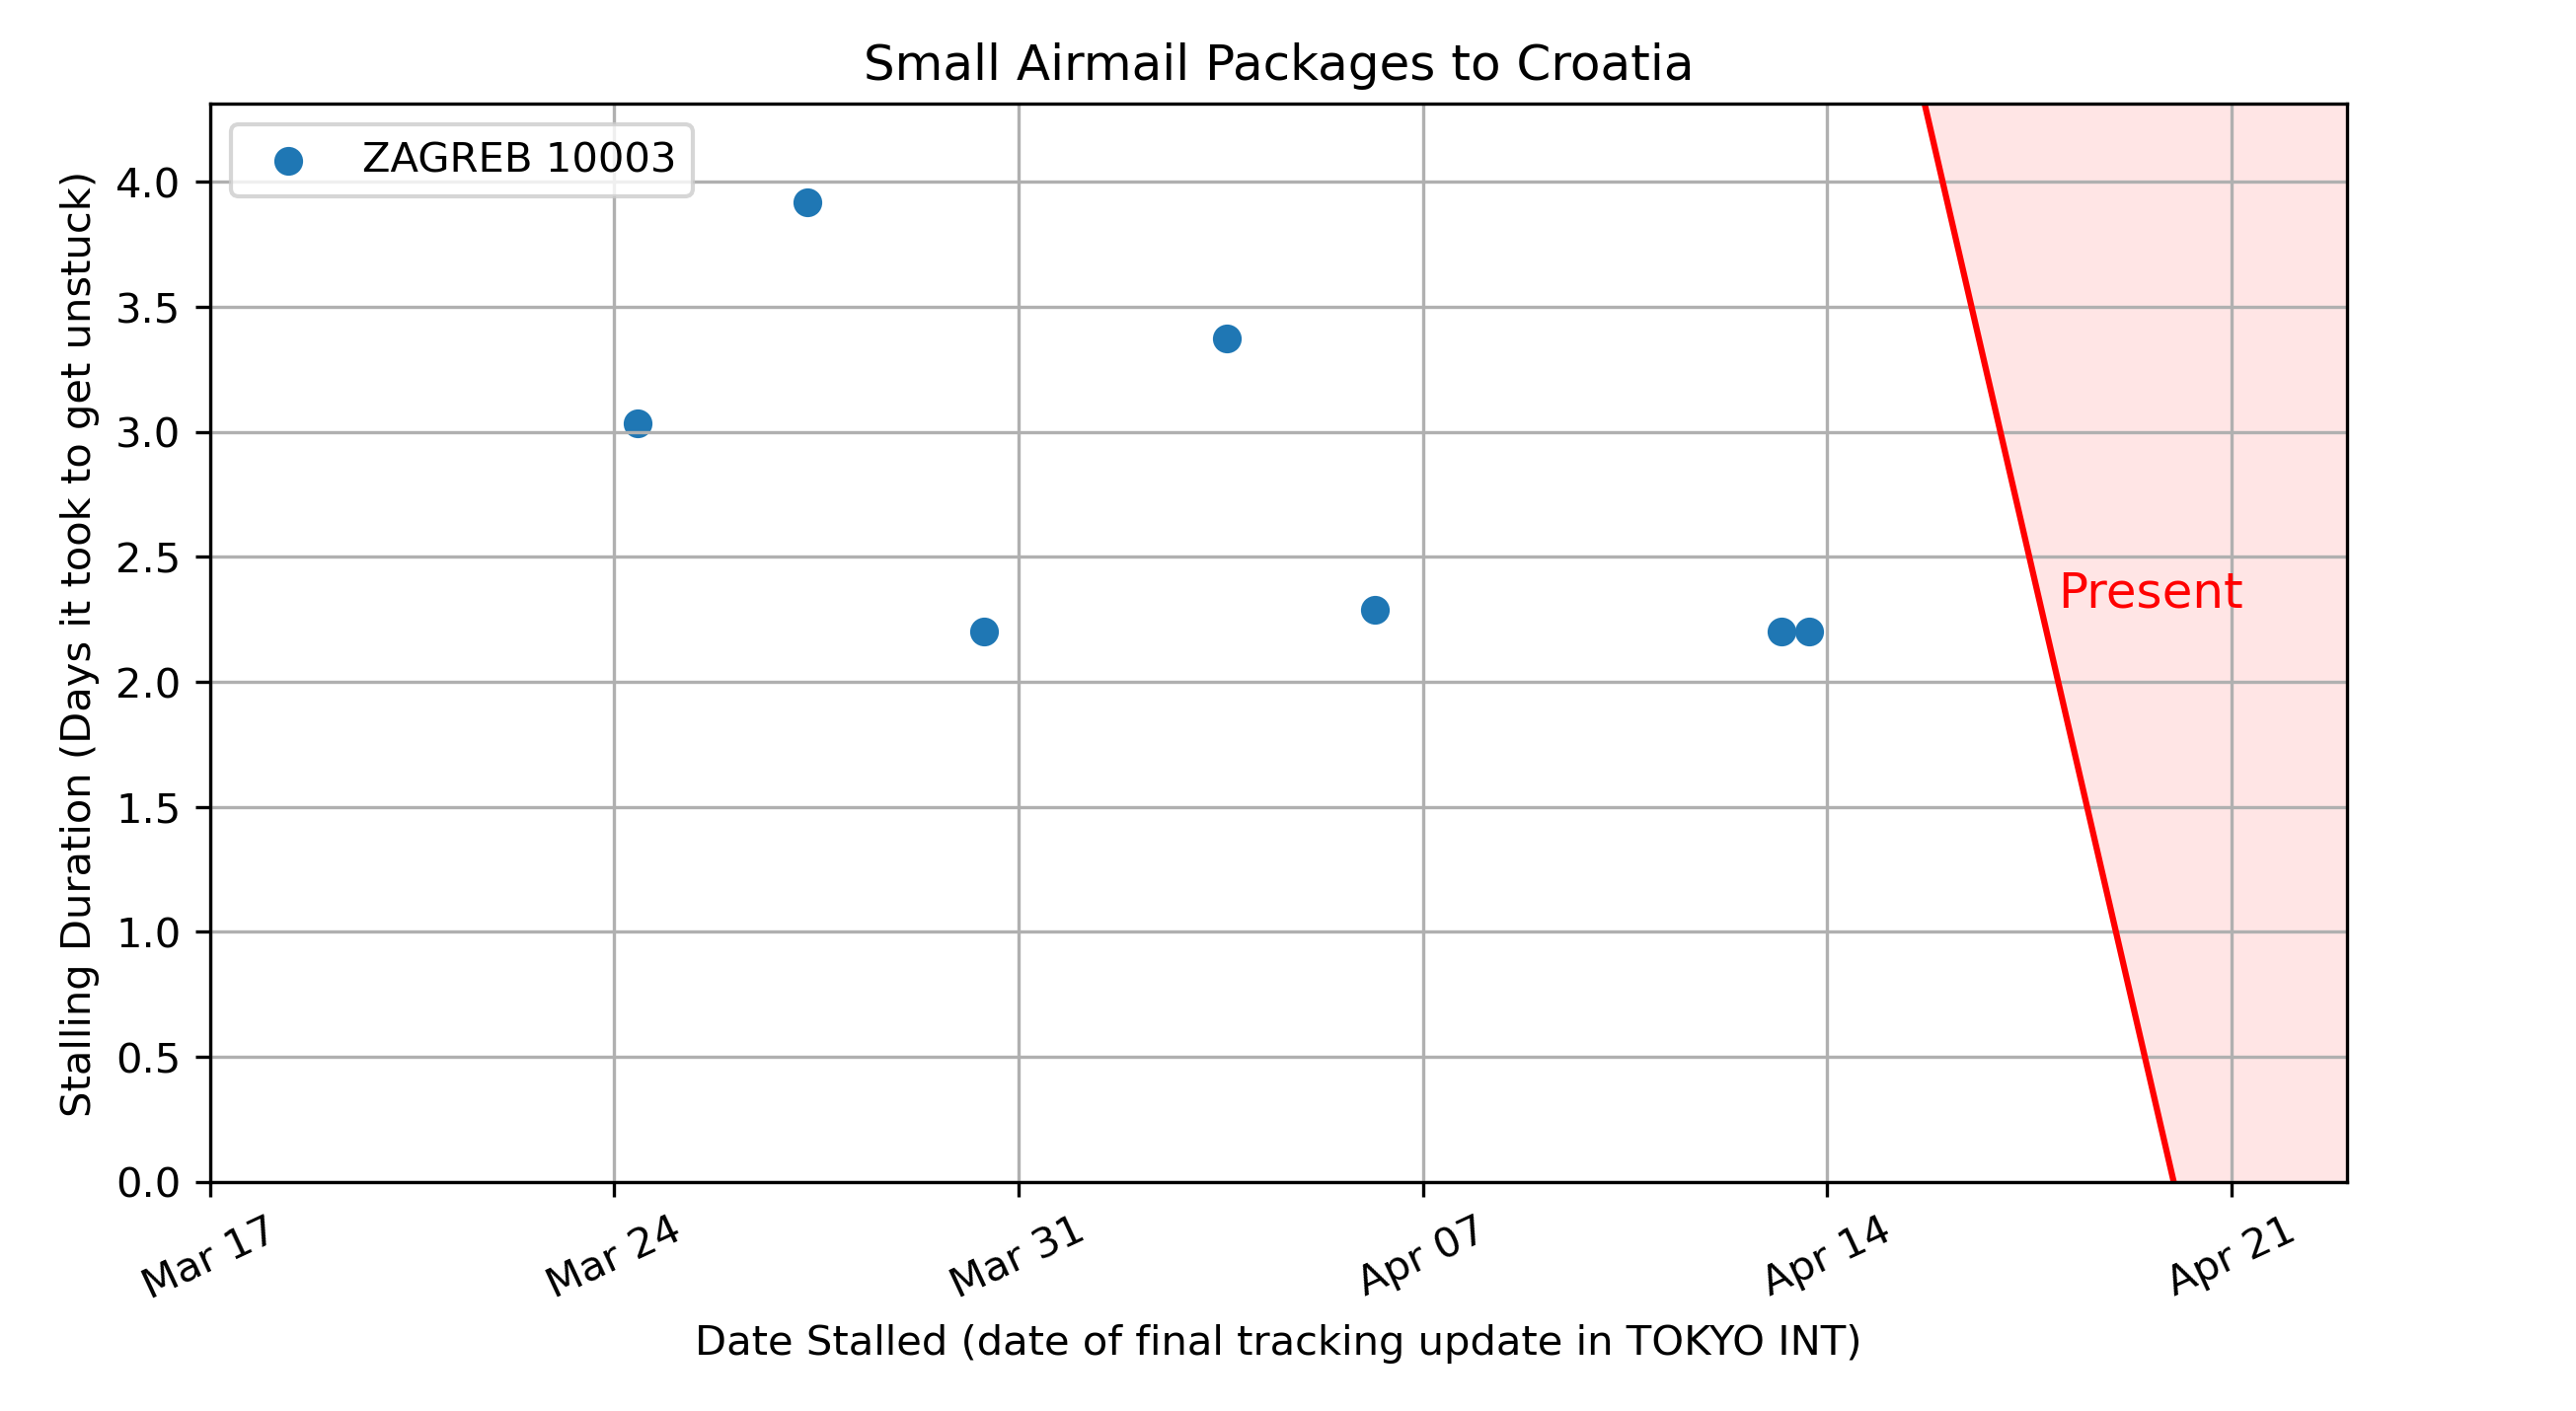 Small Airmail Packages to Croatia
ZAGREB 10003
Stalling Duration (Days it took to get unstuck)
4.0
3.5
3.0
2.5
2.0
1.5
1.0
0.5
0.0
Present
Mar 17
Mar 24
Mar 31
Apr 07
Apr 14
Apr 21
Date Stalled (date of final tracking update in TOKYO INT)